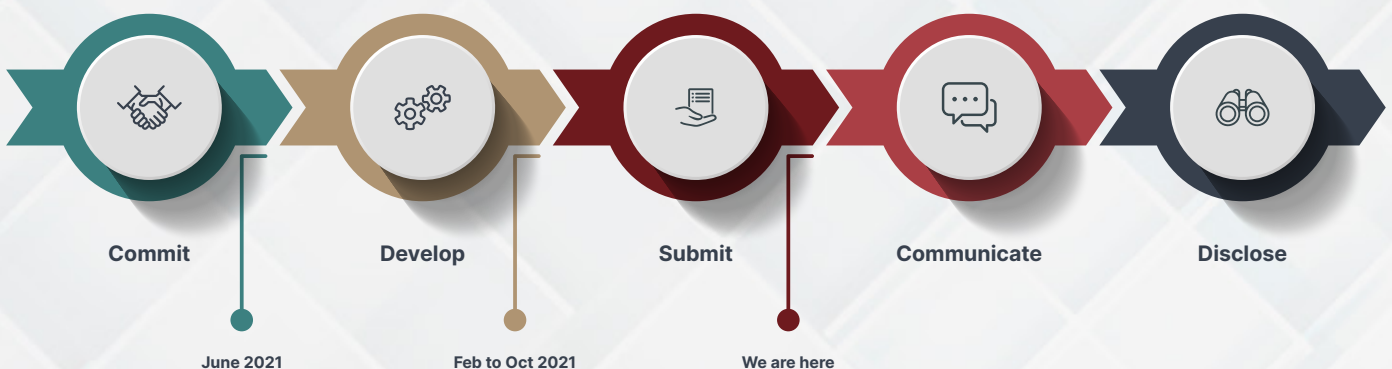 Commit
Develop
Submit
Communicate
Disclose
June 2021
Feb to Oct 2021
We are here